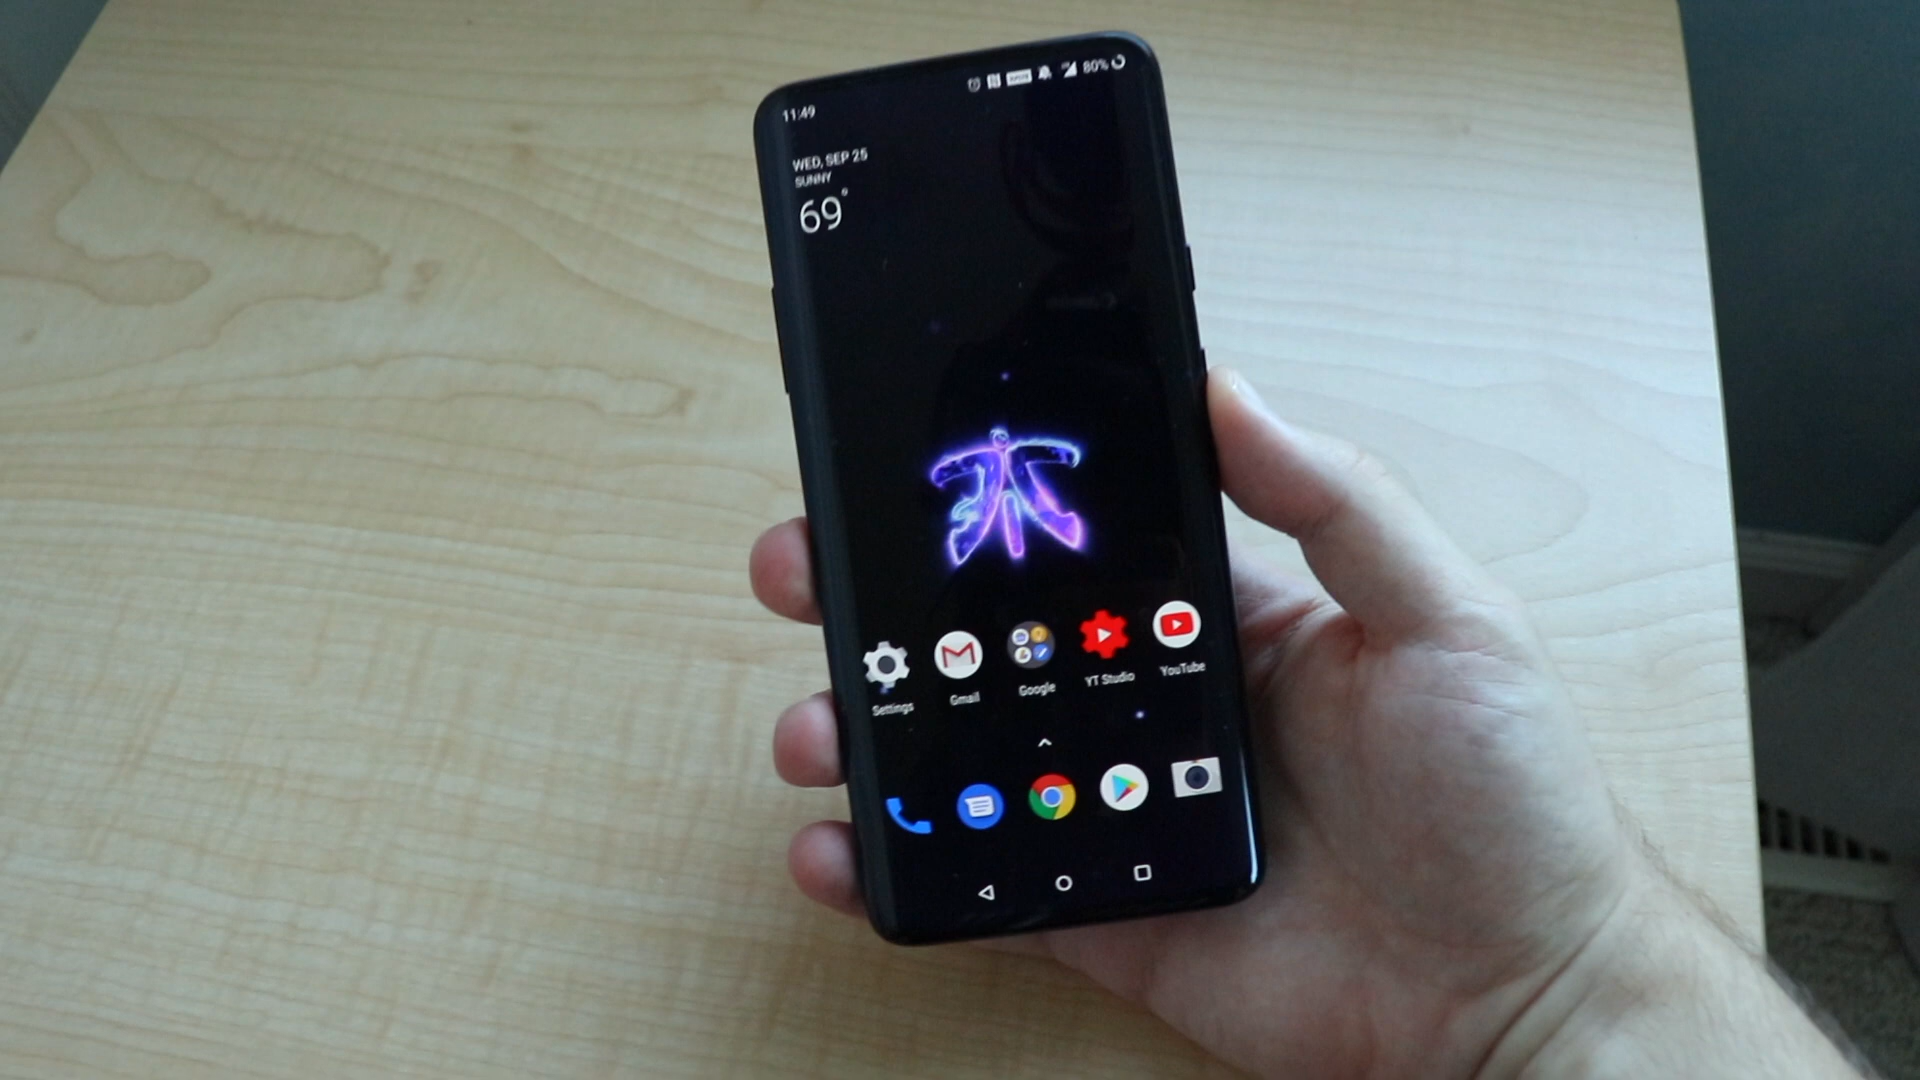 11:49
80%
WED, SEP 25
SUNNY
69°
Settings
Gmail
Google
YT Studio
YouTube